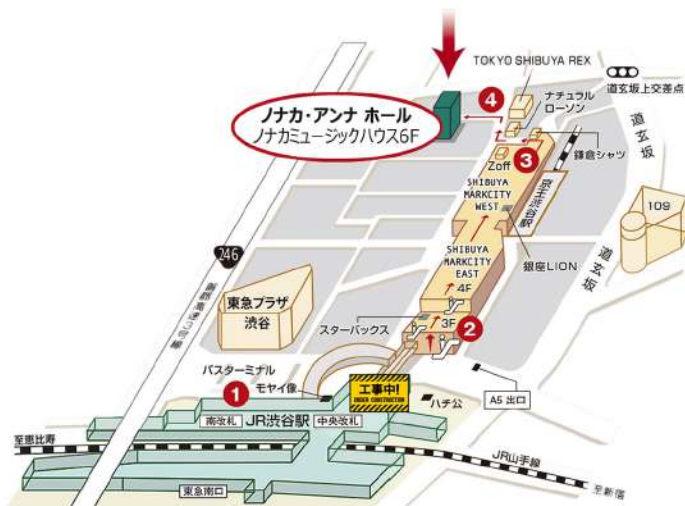 TOKYO SHIBUYA REX
道玄坂上交差点
4
ナチュラル
ローソン
道玄坂
ノナカ・アンナ ホール
ノナカミュージックハウス6F
鎌倉シャツ
3
Zoff
SHIBUYA
MARKCITY
WEST
京王渋谷駅
109
246
首都高速3号線
SHIBUYA
MARKCITY
EAST
銀座LION
道玄坂
4F
東急プラザ
渋谷
スターバックス
3F
2
バスターミナル
1
モヤイ像
工事中!
UNDER CONSTRUCTION
ハチ公
A5 出口
南改札
JR渋谷駅
中央改札
至恵比寿
JR山手線
東急南口
至新宿